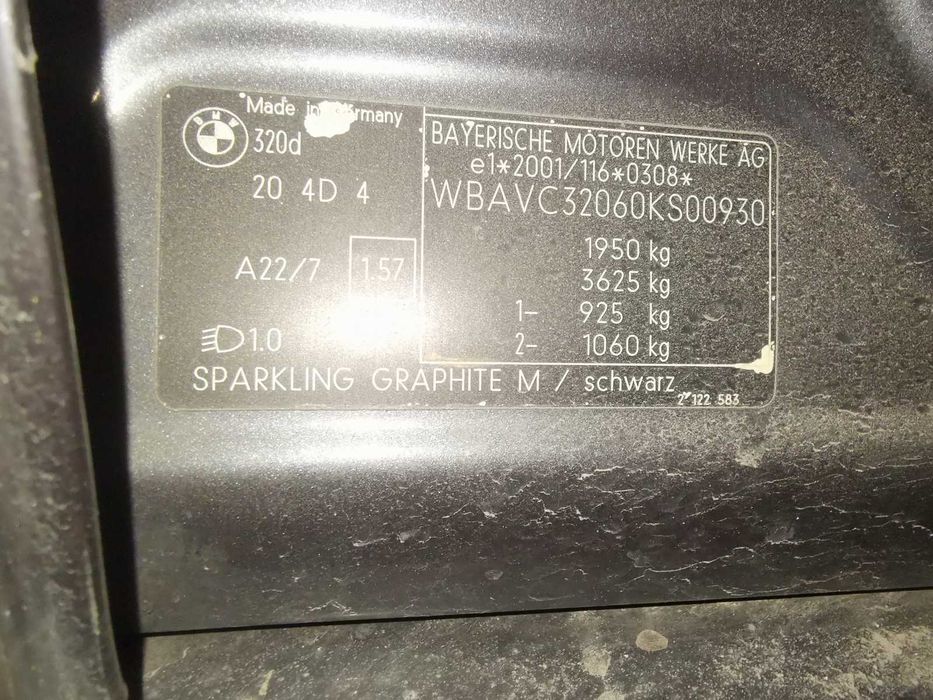 Made in Germany
BMW
320d
20 4D 4
A22/7 1.57
1.0
BAYERISCHE MOTOREN WERKE AG
e1*2001/116*0308*
WBAVC32060KS00930
1950 kg
3625 kg
1- 925 kg
2- 1060 kg
SPARKLING GRAPHITE M / schwarz
2 122 583